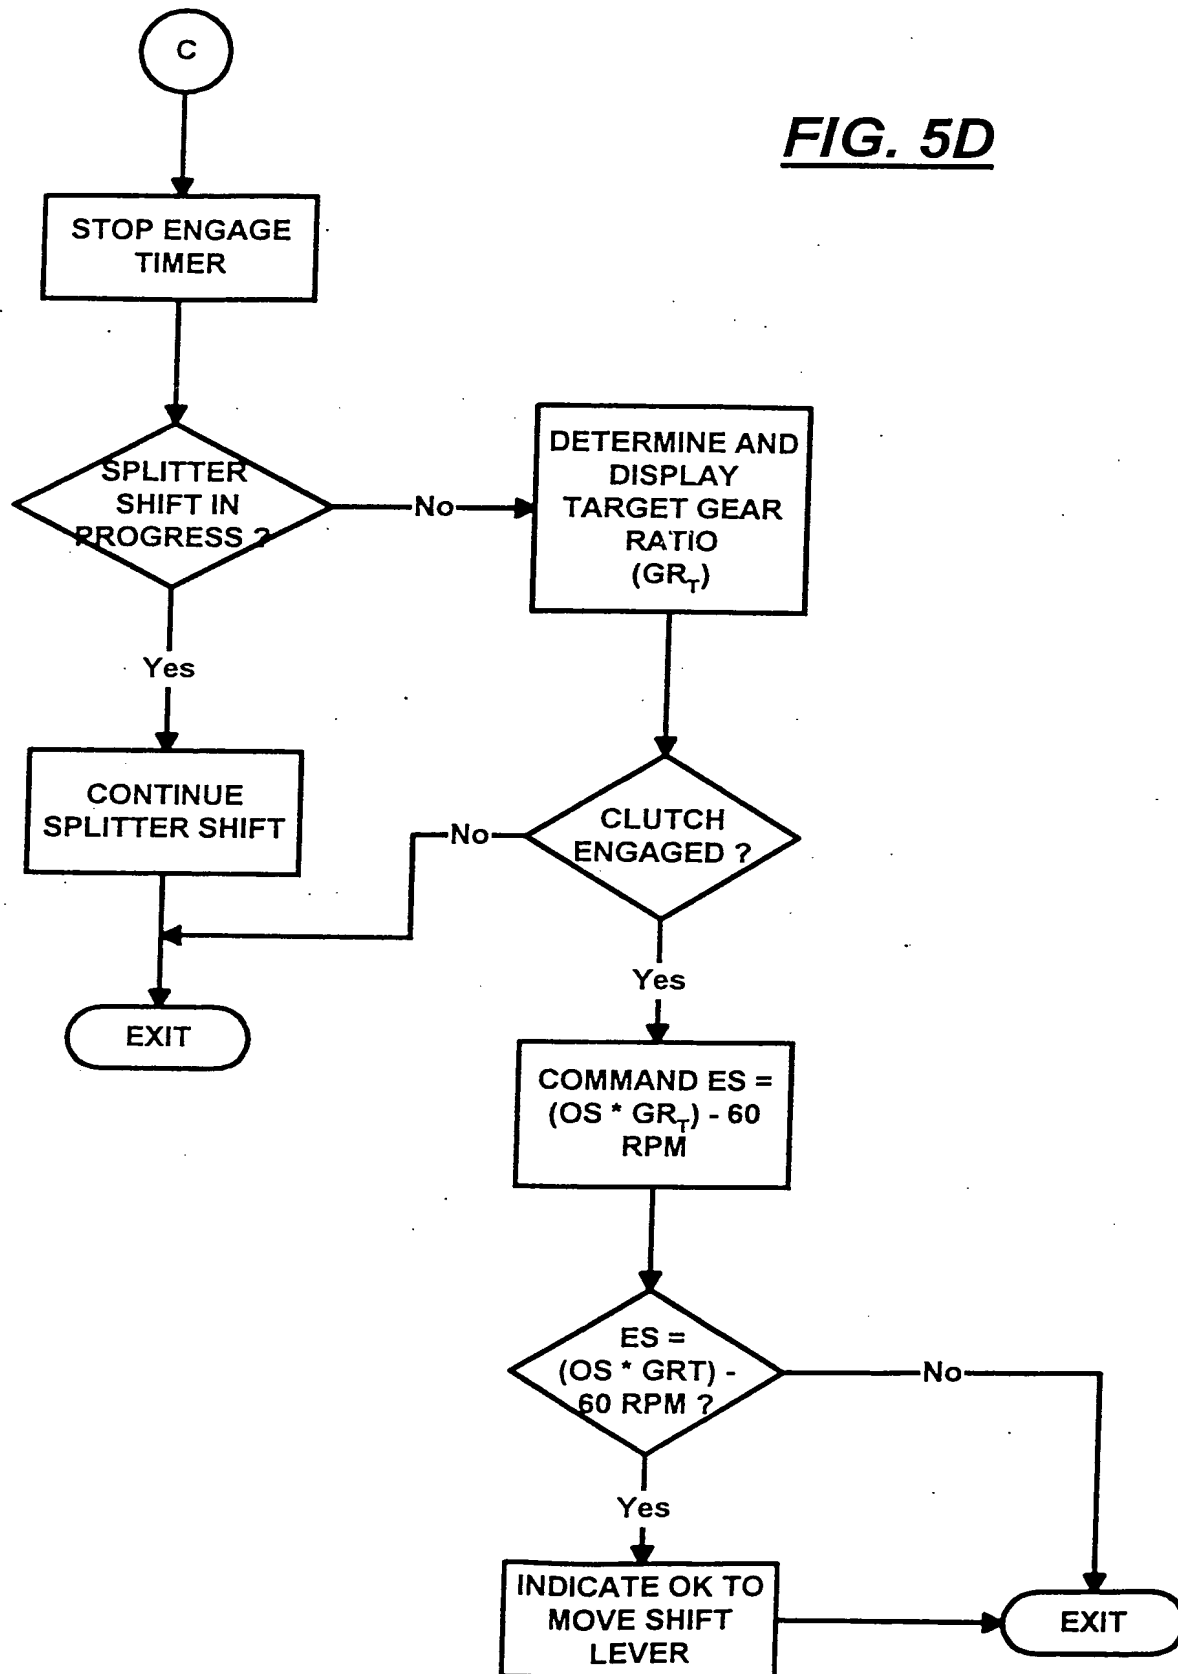 C
FIG. 5D
STOP ENGAGE
TIMER
SPLITTER
SHIFT IN
PROGRESS ?
No
DETERMINE AND
DISPLAY
TARGET GEAR
RATIO
(GR_T)
Yes
CONTINUE
SPLITTER SHIFT
No
CLUTCH
ENGAGED ?
EXIT
Yes
COMMAND ES =
(OS * GR_T) - 60
RPM
ES =
(OS * GRT) -
60 RPM ?
No
Yes
INDICATE OK TO
MOVE SHIFT
LEVER
EXIT